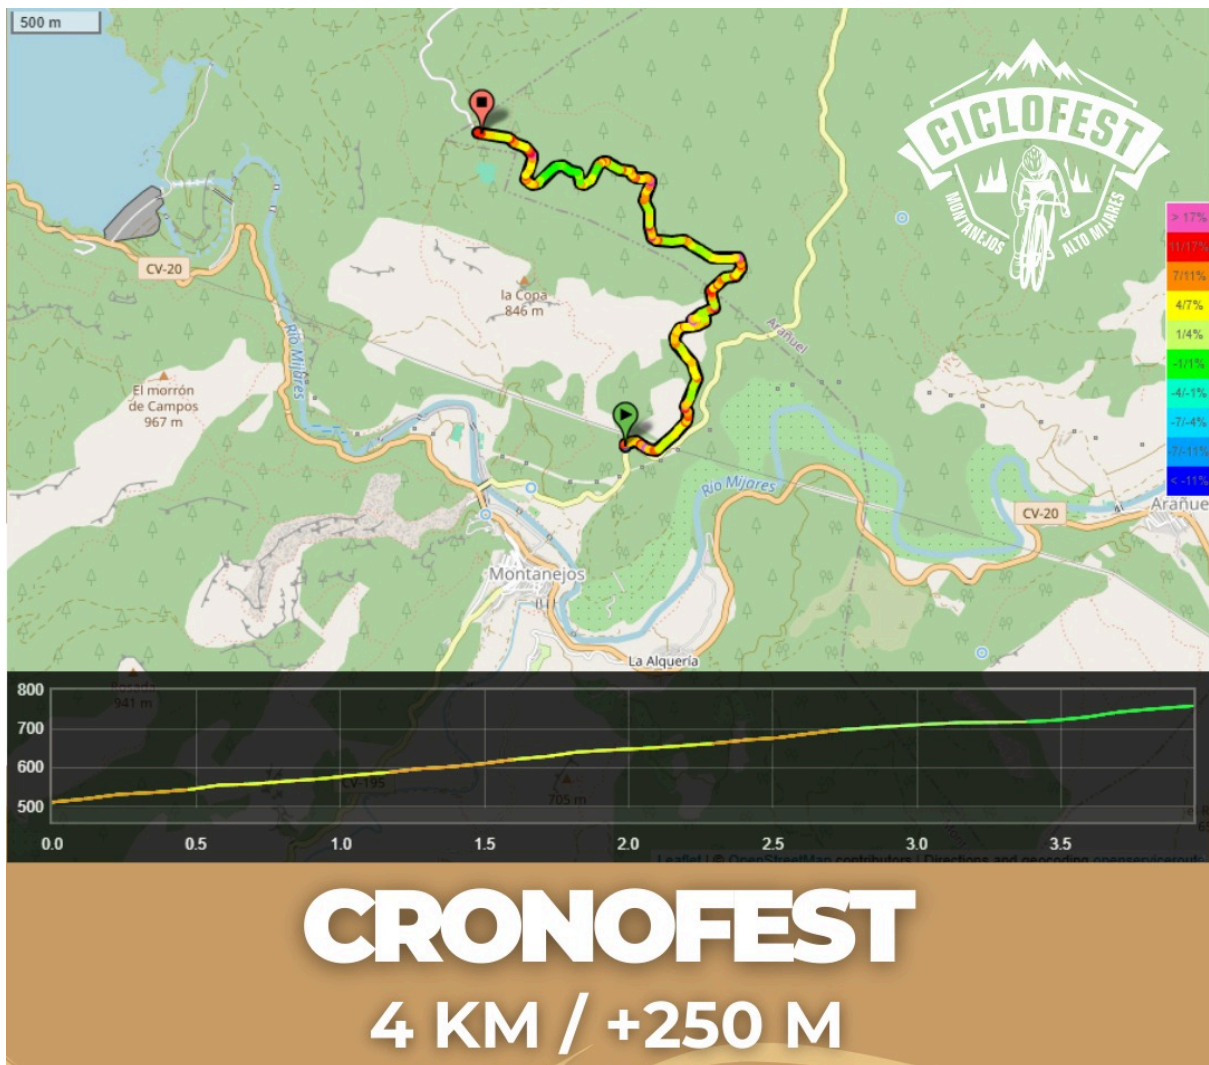 500 m
CICLOFEST
MONTANEJOS
ALTO MIJARES
> 17%
11/17%
7/11%
4/7%
1/4%
-1/1%
-4/-1%
-7/-4%
-7/-11%
< -11%
CV-20
la Copa
846 m
Arañuel
Río Mijares
El morrón
de Campos
967 m
Río Mijares
CV-20
Arañue
Montanejos
La Alquería
Rosada
941 m
800
700
600
500
CV-195
705 m
0.0 0.5 1.0 1.5 2.0 2.5 3.0 3.5
Leaflet | © OpenStreetMap contributors | Directions and geocoding openserviceroute
CRONOFEST
4 KM / +250 M